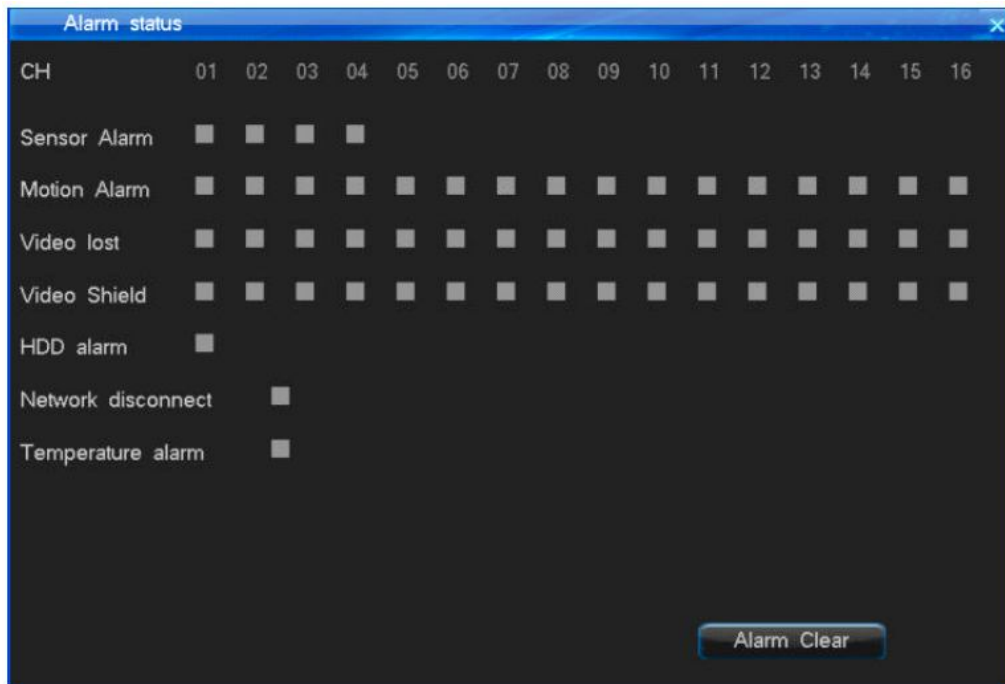 Alarm status
CH 01 02 03 04 05 06 07 08 09 10 11 12 13 14 15 16
Sensor Alarm
Motion Alarm
Video lost
Video Shield
HDD alarm
Network disconnect
Temperature alarm
Alarm Clear